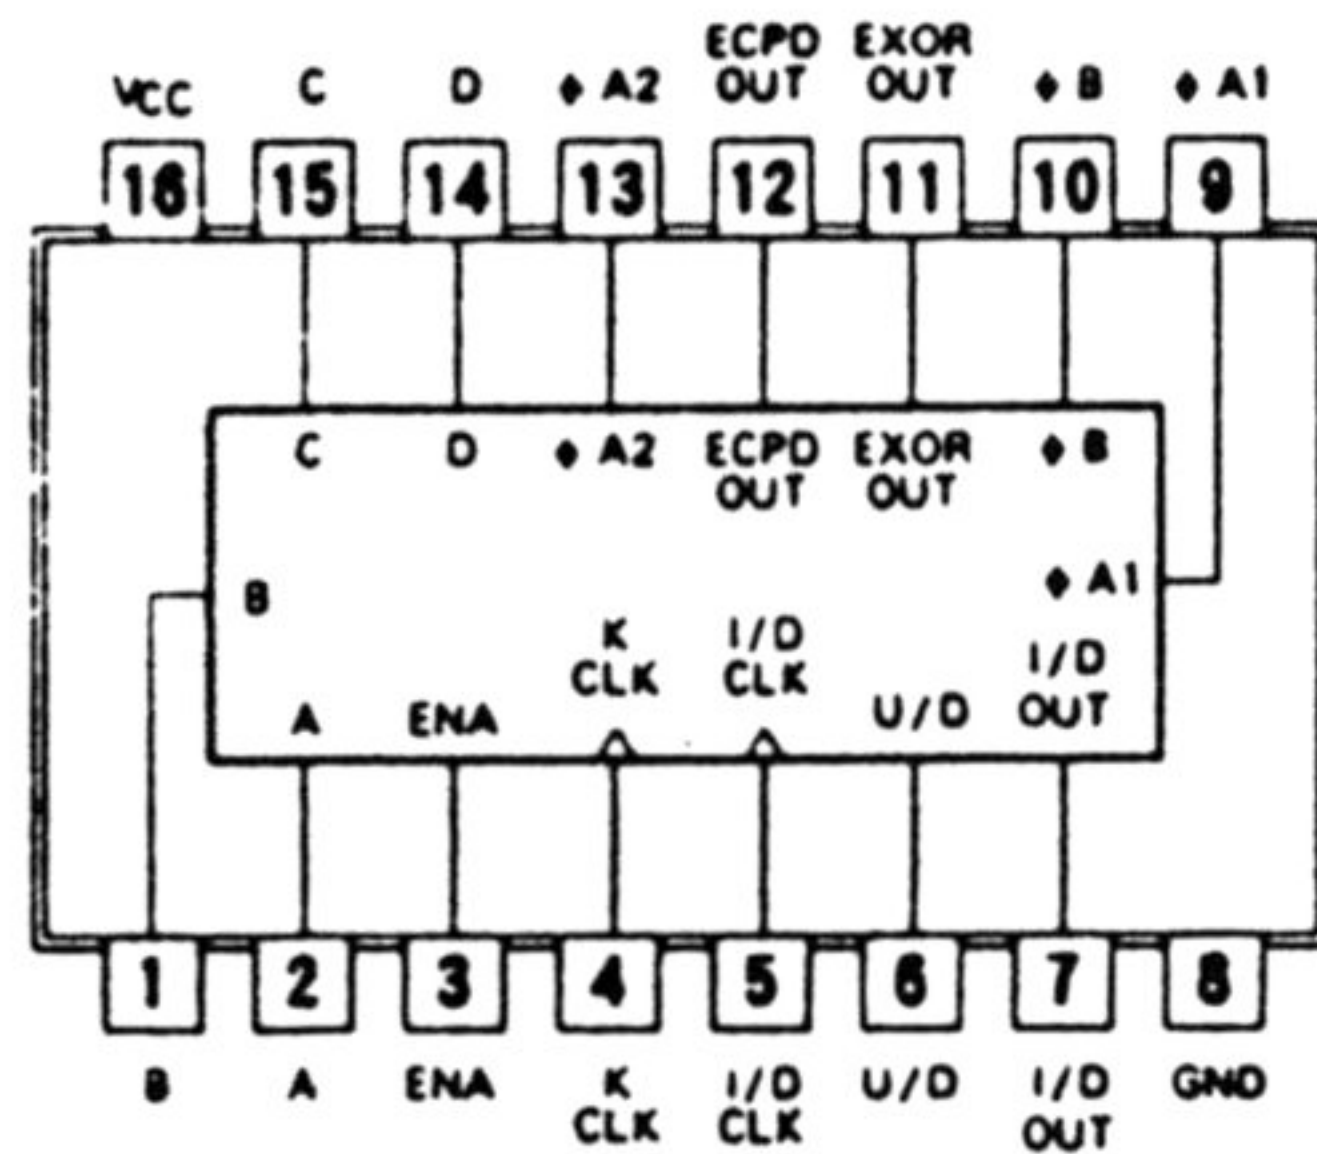 VCC C D ♦ A2 ECPD OUT EXOR OUT ♦ B ♦ A1
16 15 14 13 12 11 10 9
C D ♦ A2 ECPD OUT EXOR OUT ♦ B
B
♦ A1
A ENA K CLK I/D CLK U/D I/D OUT
1 2 3 4 5 6 7 8
B A ENA K CLK I/D CLK U/D I/D OUT GND